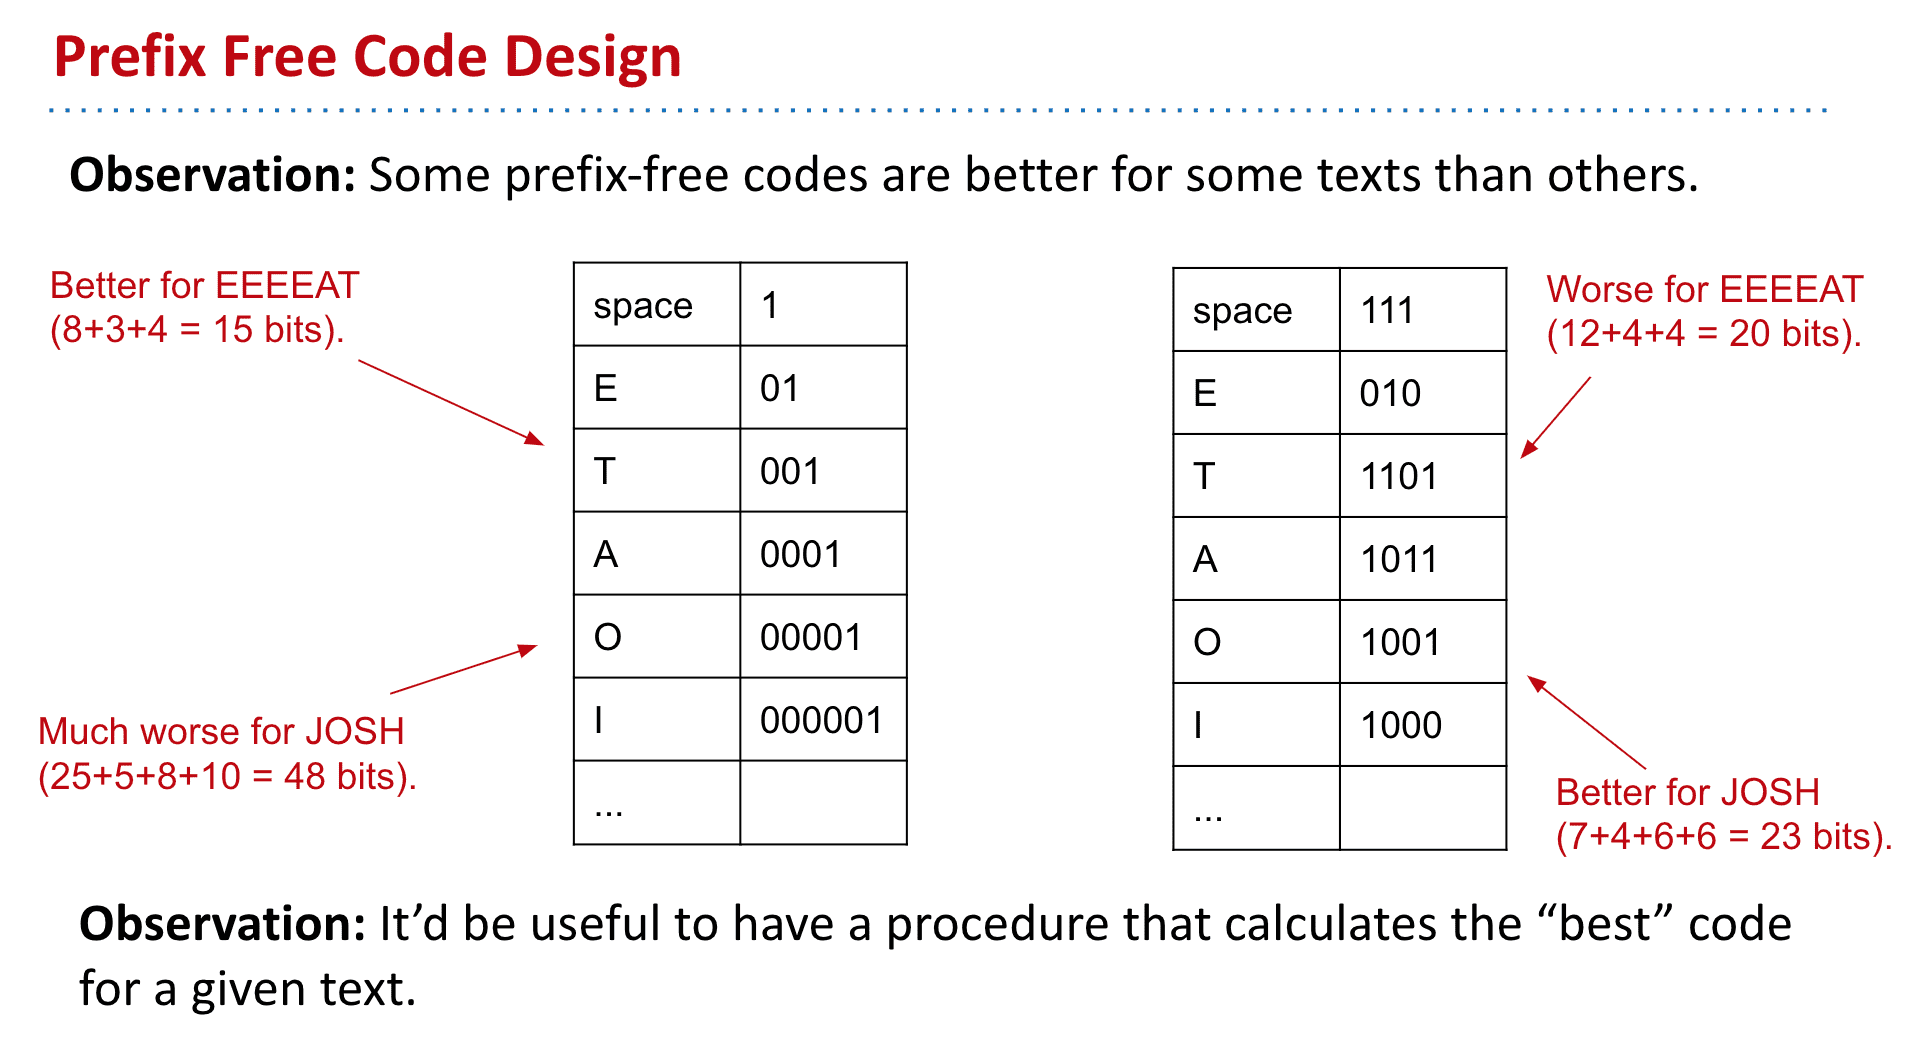 Prefix Free Code Design
Observation: Some prefix-free codes are better for some texts than others.
Better for EEEEAT
(8+3+4 = 15 bits).
Much worse for JOSH
(25+5+8+10 = 48 bits).
space 1
E 01
T 001
A 0001
O 00001
I 000001
...
space 111
E 010
T 1101
A 1011
O 1001
I 1000
...
Worse for EEEEAT
(12+4+4 = 20 bits).
Better for JOSH
(7+4+6+6 = 23 bits).
Observation: It’d be useful to have a procedure that calculates the “best” code
for a given text.